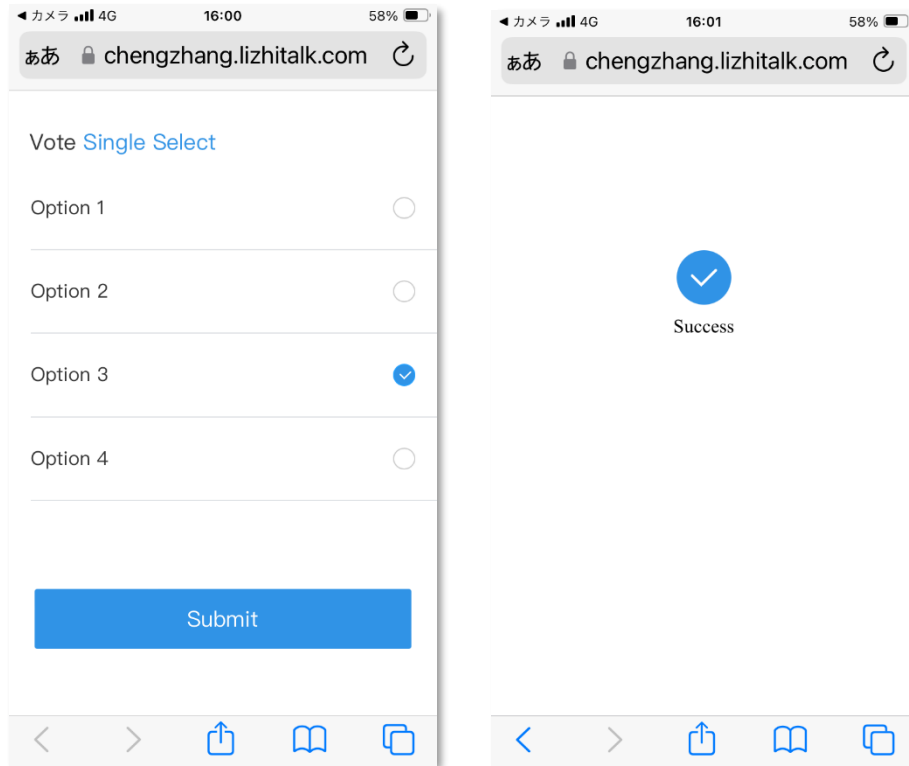 カメラ 4G 16:00 58%
ぁあ chengzhang.lizhitalk.com
Vote Single Select
Option 1
Option 2
Option 3
Option 4
Submit
カメラ 4G 16:01 58%
ぁあ chengzhang.lizhitalk.com
Success